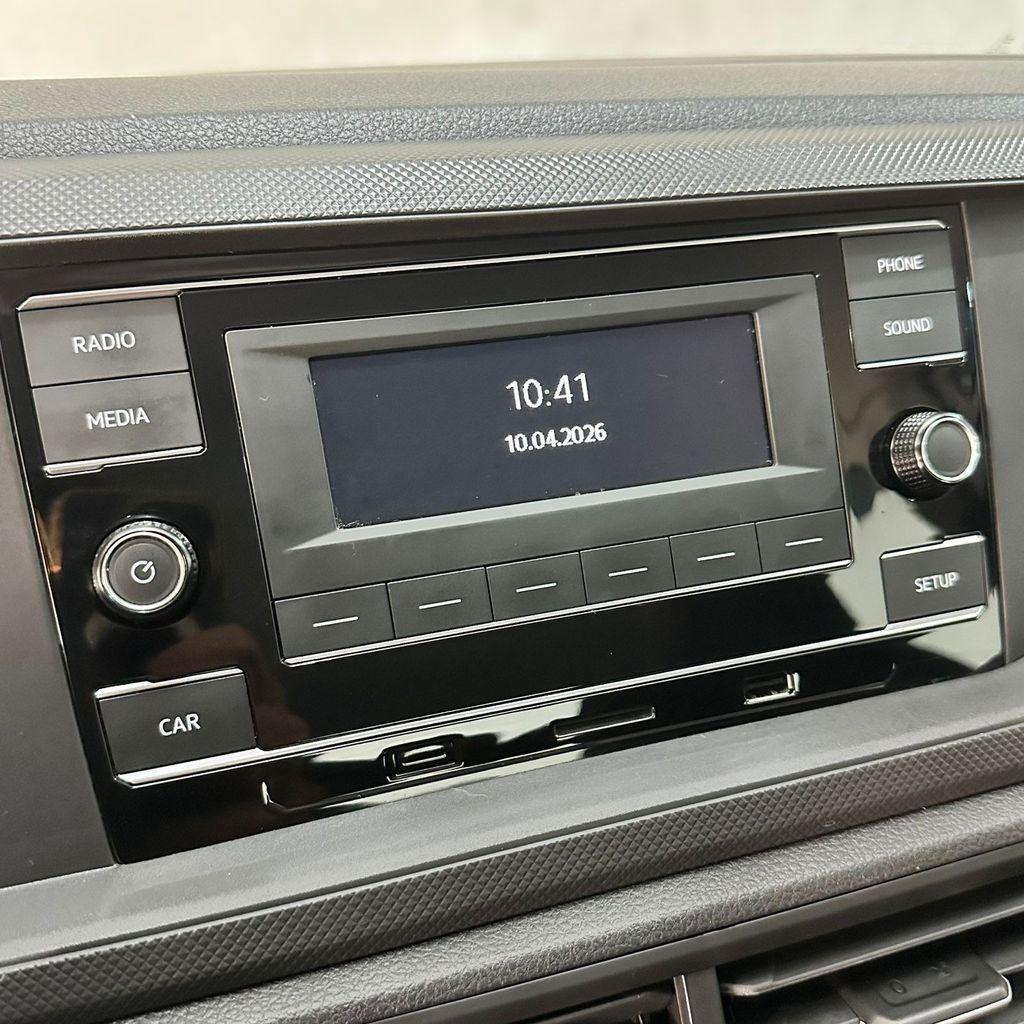 PHONE
RADIO
SOUND
MEDIA
10:41
10.04.2026
SETUP
CAR